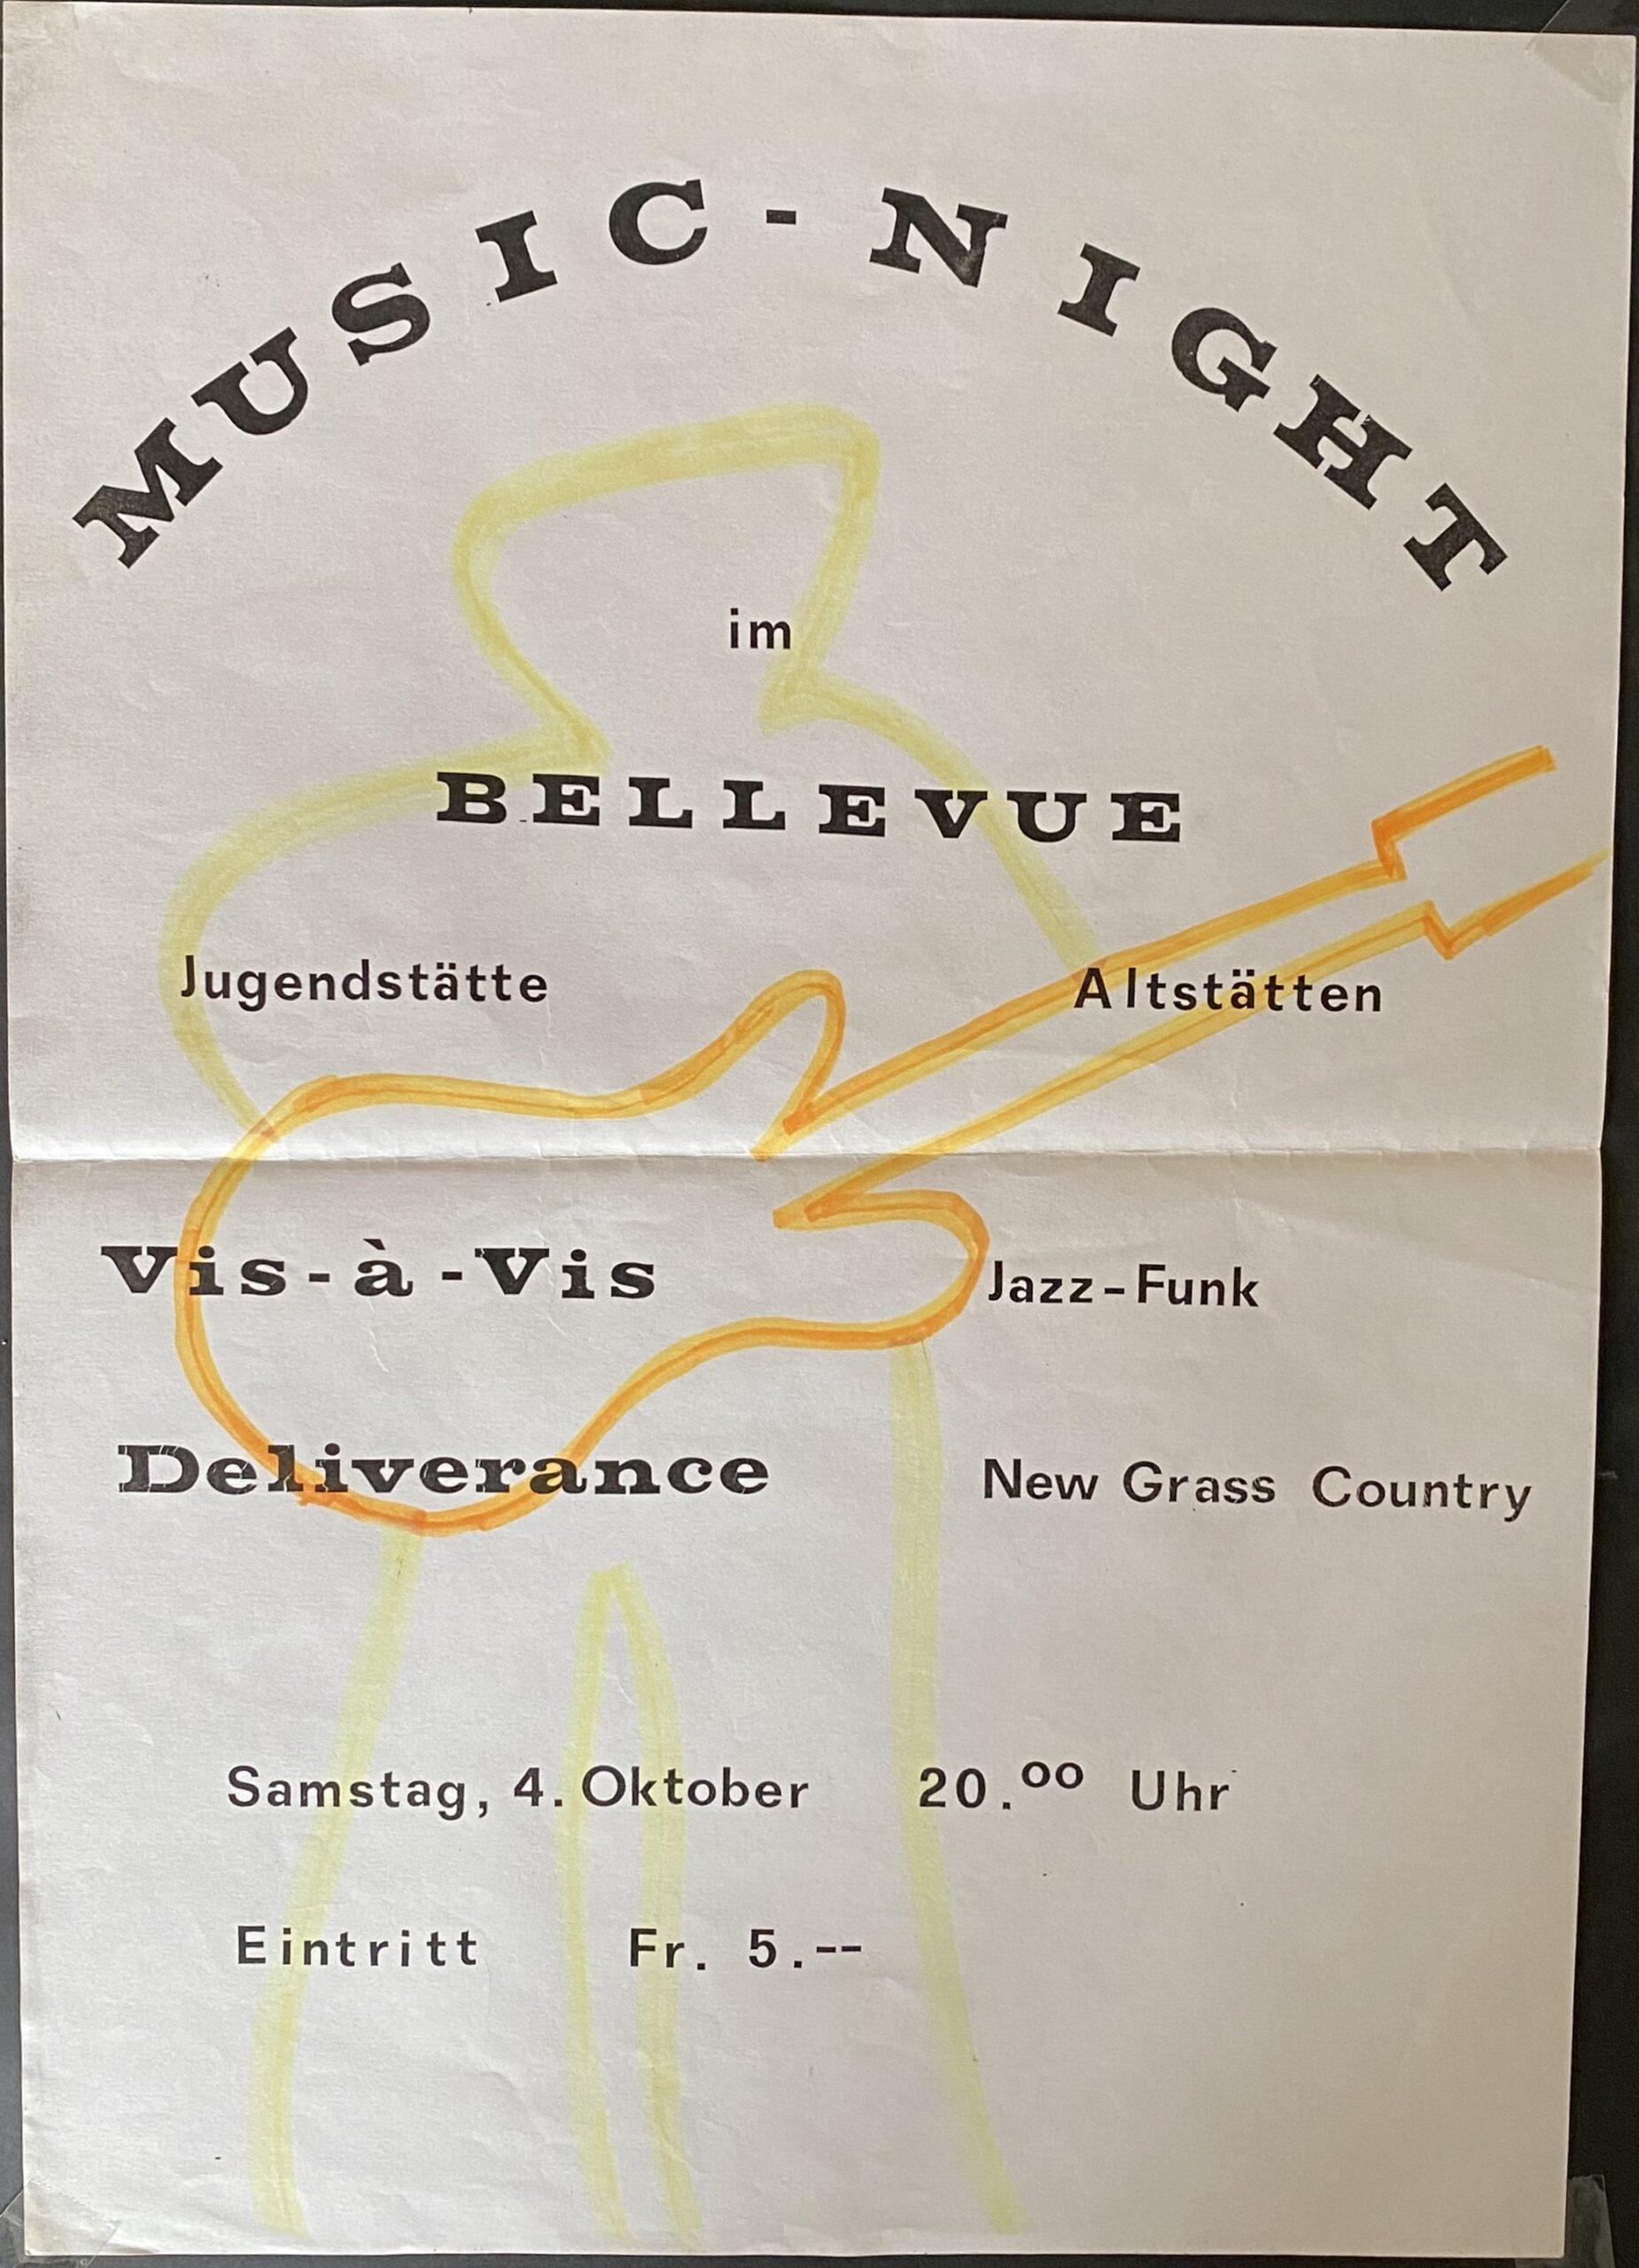 MUSIC-NIGHT
im
BELLEVUE
Jugendstätte Altstätten
Vis-à-Vis Jazz-Funk
Deliverance New Grass Country
Samstag, 4. Oktober 20.00 Uhr
Eintritt Fr. 5.--